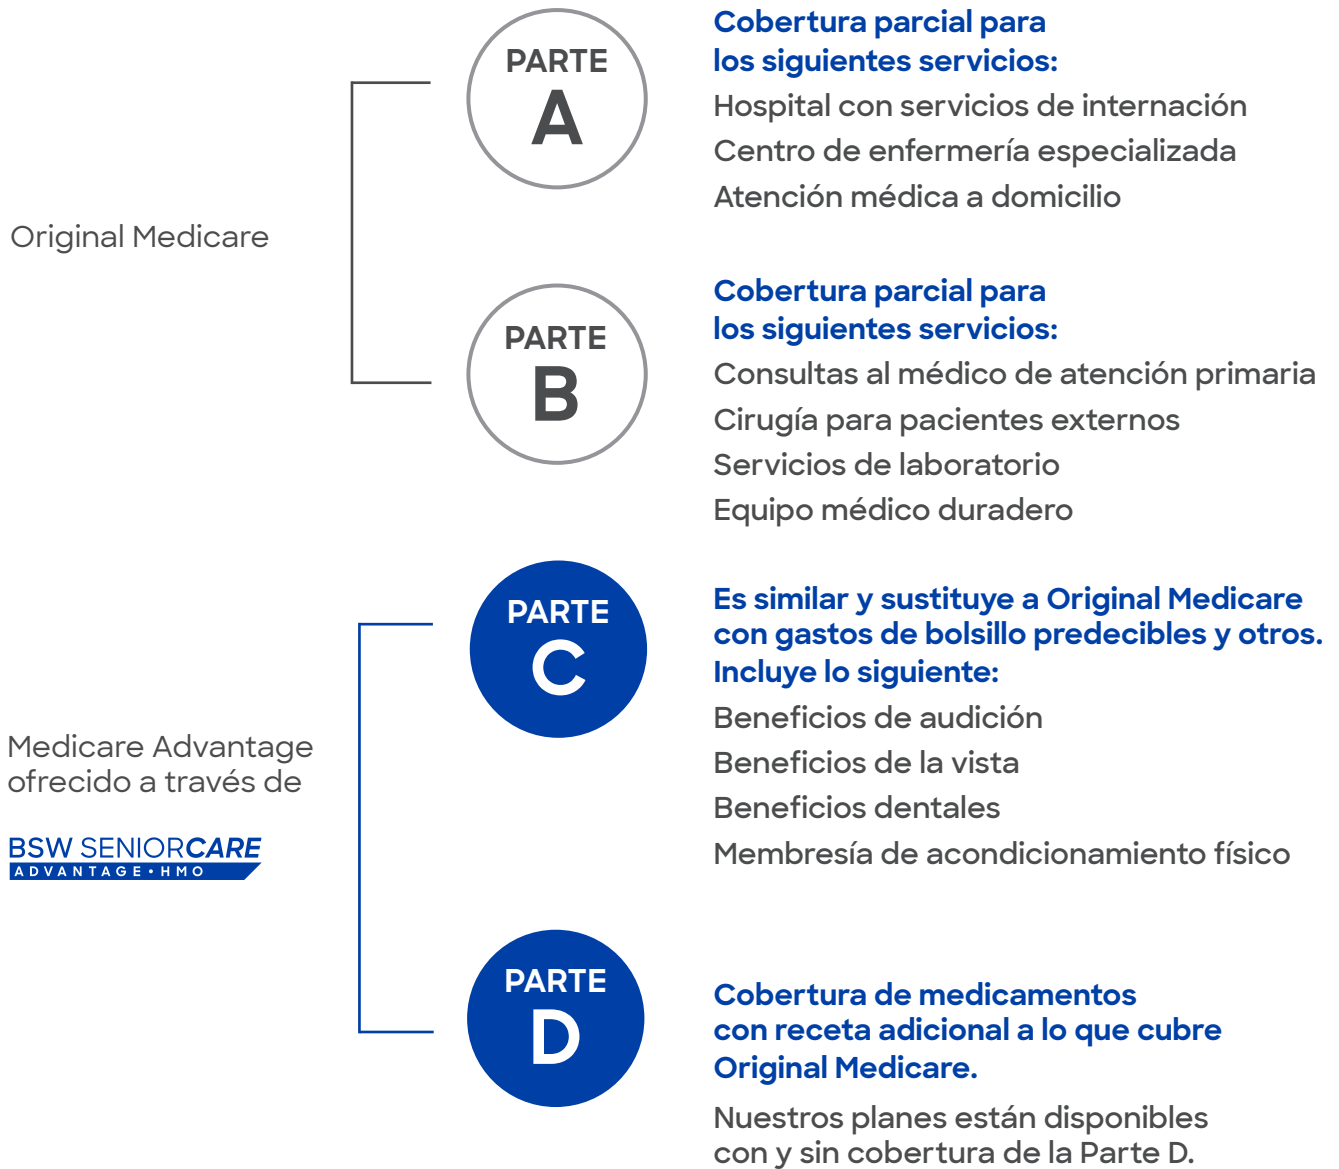 Original Medicare
PARTE
A
Cobertura parcial para
los siguientes servicios:
Hospital con servicios de internación
Centro de enfermería especializada
Atención médica a domicilio
PARTE
B
Cobertura parcial para
los siguientes servicios:
Consultas al médico de atención primaria
Cirugía para pacientes externos
Servicios de laboratorio
Equipo médico duradero
Medicare Advantage
ofrecido a través de
BSW SENIORCARE
ADVANTAGE • HMO
PARTE
C
Es similar y sustituye a Original Medicare
con gastos de bolsillo predecibles y otros.
Incluye lo siguiente:
Beneficios de audición
Beneficios de la vista
Beneficios dentales
Membresía de acondicionamiento físico
PARTE
D
Cobertura de medicamentos
con receta adicional a lo que cubre
Original Medicare.
Nuestros planes están disponibles
con y sin cobertura de la Parte D.